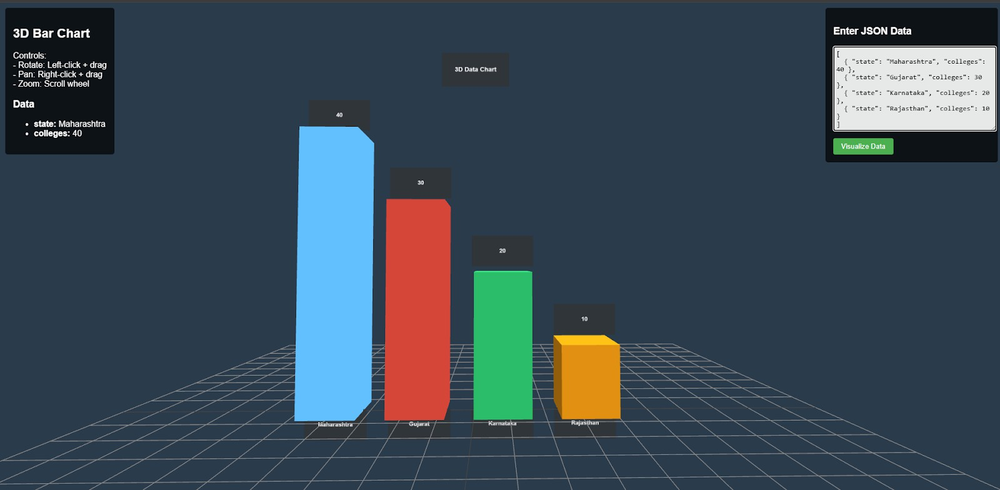 3D Bar Chart
Controls:
- Rotate: Left-click + drag
- Pan: Right-click + drag
- Zoom: Scroll wheel
Data
• state: Maharashtra
• colleges: 40
3D Data Chart
40
30
20
10
Maharashtra
Gujarat
Karnataka
Rajasthan
Enter JSON Data
[
{ "state": "Maharashtra", "colleges":
40 },
{ "state": "Gujarat", "colleges": 30
},
{ "state": "Karnataka", "colleges": 20
},
{ "state": "Rajasthan", "colleges": 10
}
]
Visualize Data